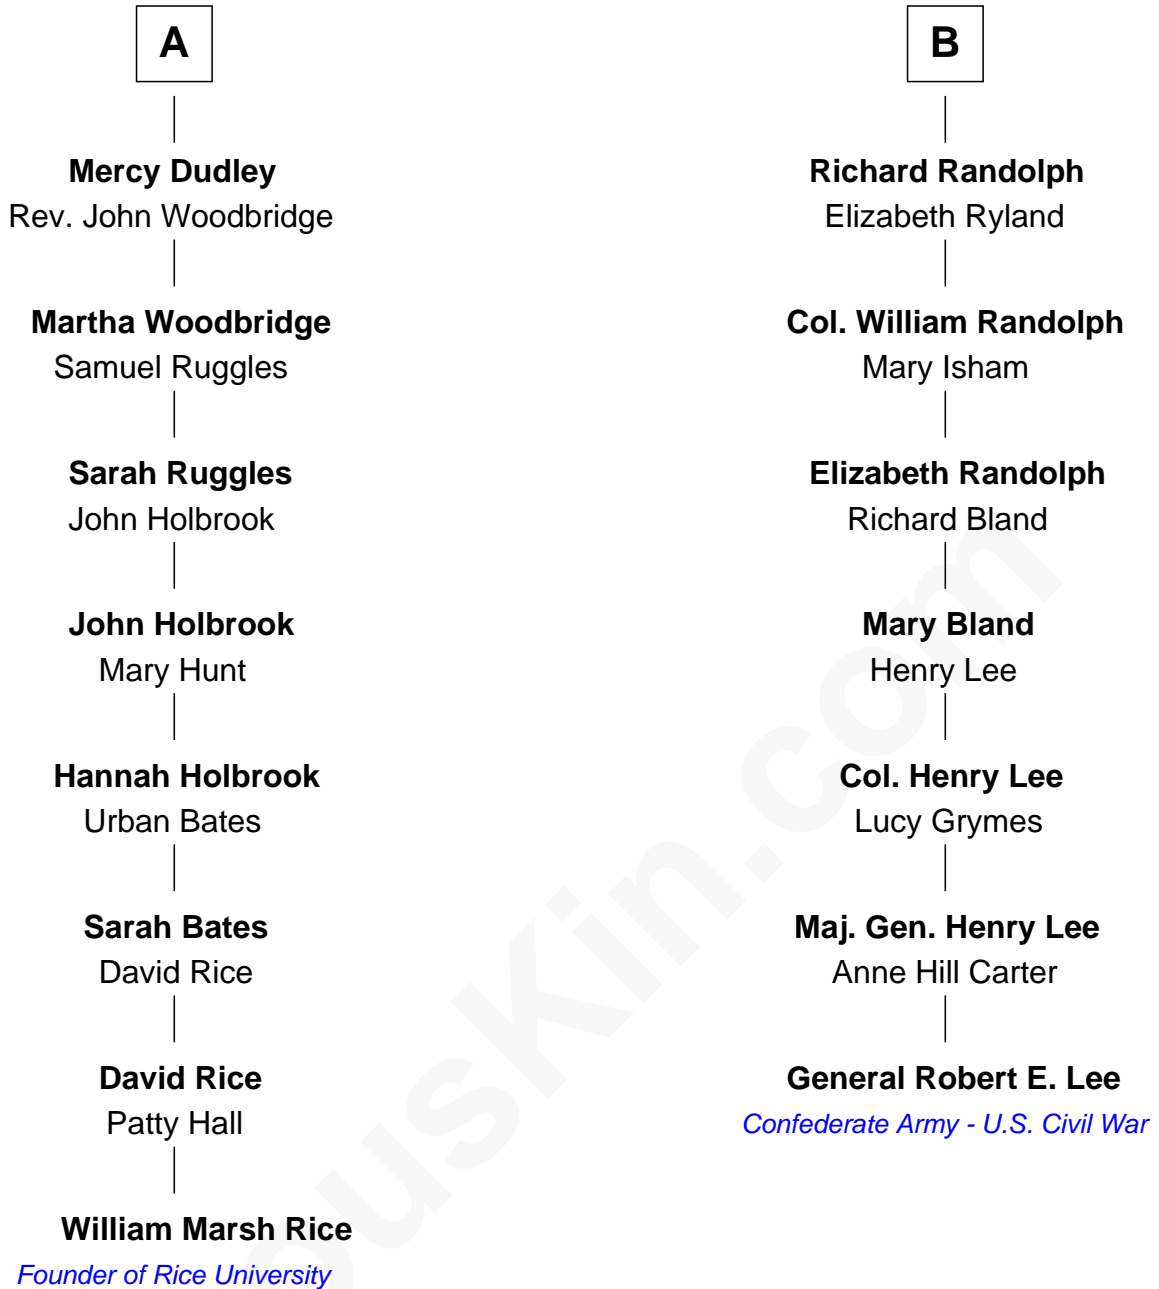 A
Mercy Dudley
Rev. John Woodbridge
Martha Woodbridge
Samuel Ruggles
Sarah Ruggles
John Holbrook
John Holbrook
Mary Hunt
Hannah Holbrook
Urban Bates
Sarah Bates
David Rice
David Rice
Patty Hall
William Marsh Rice
Founder of Rice University
B
Richard Randolph
Elizabeth Ryland
Col. William Randolph
Mary Isham
Elizabeth Randolph
Richard Bland
Mary Bland
Henry Lee
Col. Henry Lee
Lucy Grymes
Maj. Gen. Henry Lee
Anne Hill Carter
General Robert E. Lee
Confederate Army - U.S. Civil War